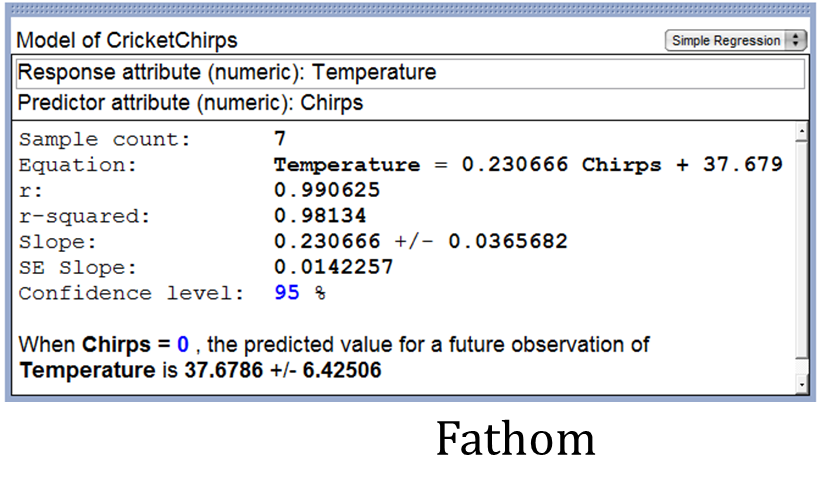 Model of CricketChirps
Simple Regression
Response attribute (numeric): Temperature
Predictor attribute (numeric): Chirps
Sample count: 7
Equation: Temperature = 0.230666 Chirps + 37.679
r: 0.990625
r-squared: 0.98134
Slope: 0.230666 +/- 0.0365682
SE Slope: 0.0142257
Confidence level: 95 %
When Chirps = 0 , the predicted value for a future observation of
Temperature is 37.6786 +/- 6.42506
Fathom